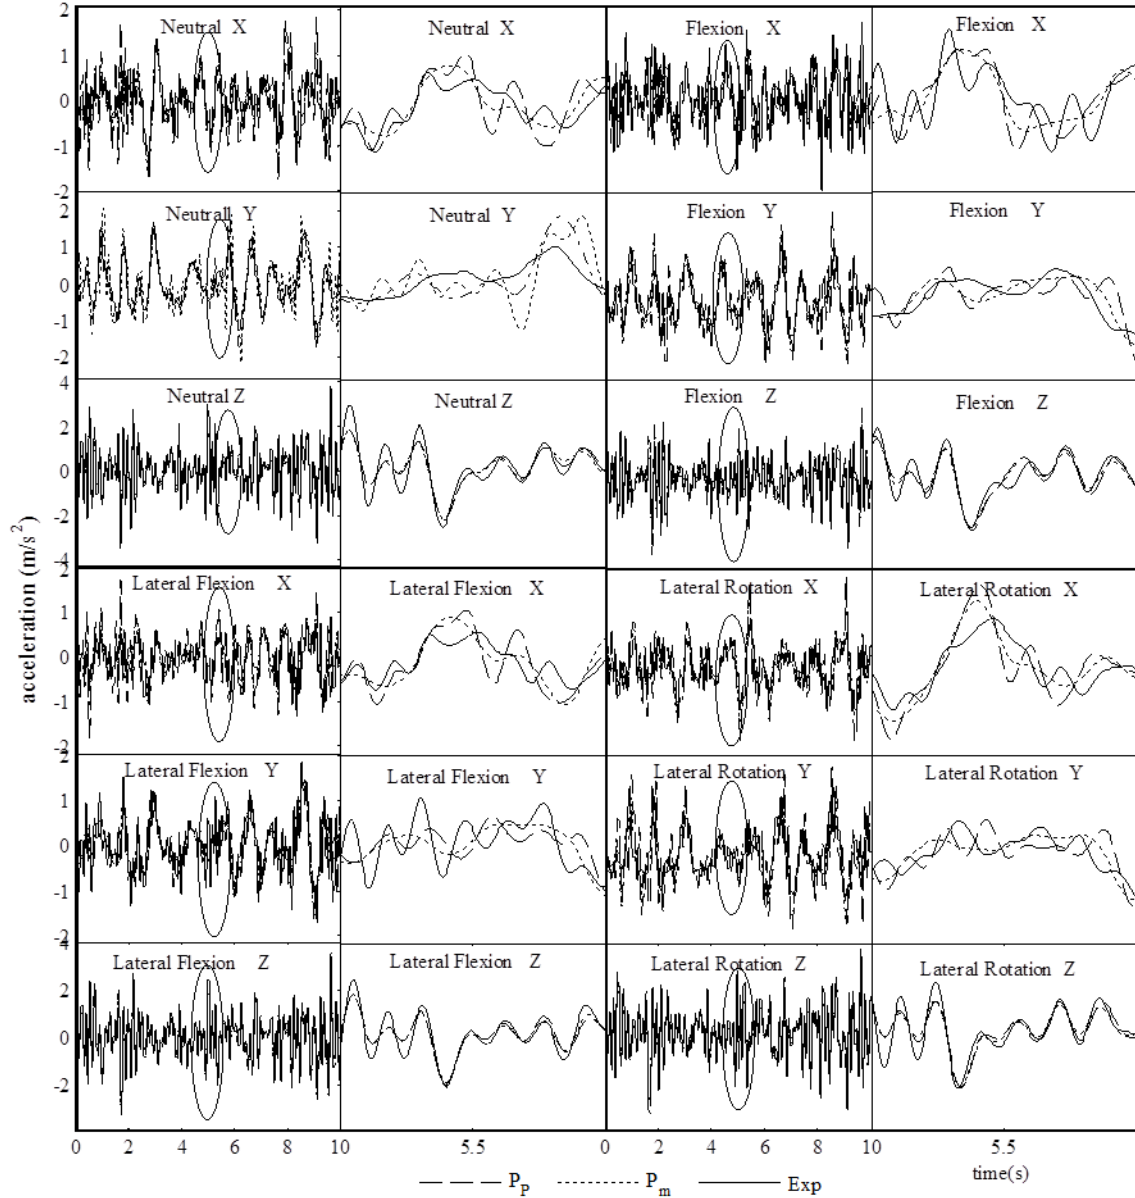 2 Neutral X Neutral X Flexion X Flexion X
1
0
-1
-2
2 Neutral Y Neutral Y Flexion Y Flexion Y
1
0
-1
-2
4 Neutral Z Neutral Z Flexion Z Flexion Z
2
0
-2
-4
acceleration (m/s²)
2 Lateral Flexion X Lateral Flexion X Lateral Rotation X Lateral Rotation X
1
0
-1
-2
2 Lateral Flexion Y Lateral Flexion Y Lateral Rotation Y Lateral Rotation Y
1
0
-1
-2
4 Lateral Flexion Z Lateral Flexion Z Lateral Rotation Z Lateral Rotation Z
2
0
-2
0 2 4 6 8 10 5.5 0 2 4 6 8 10 5.5
time(s)
P_P P_m Exp